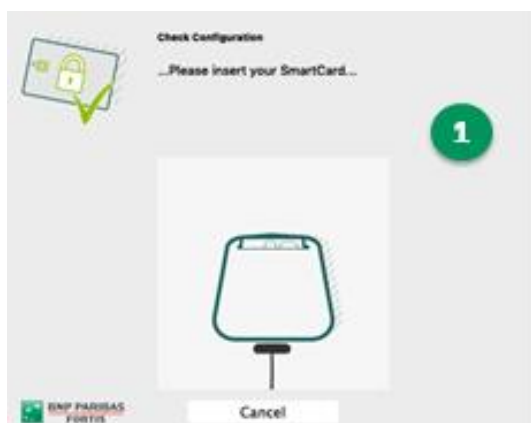 Check Configuration
...Please insert your SmartCard...
1
BNP PARIBAS
FORTIS
Cancel